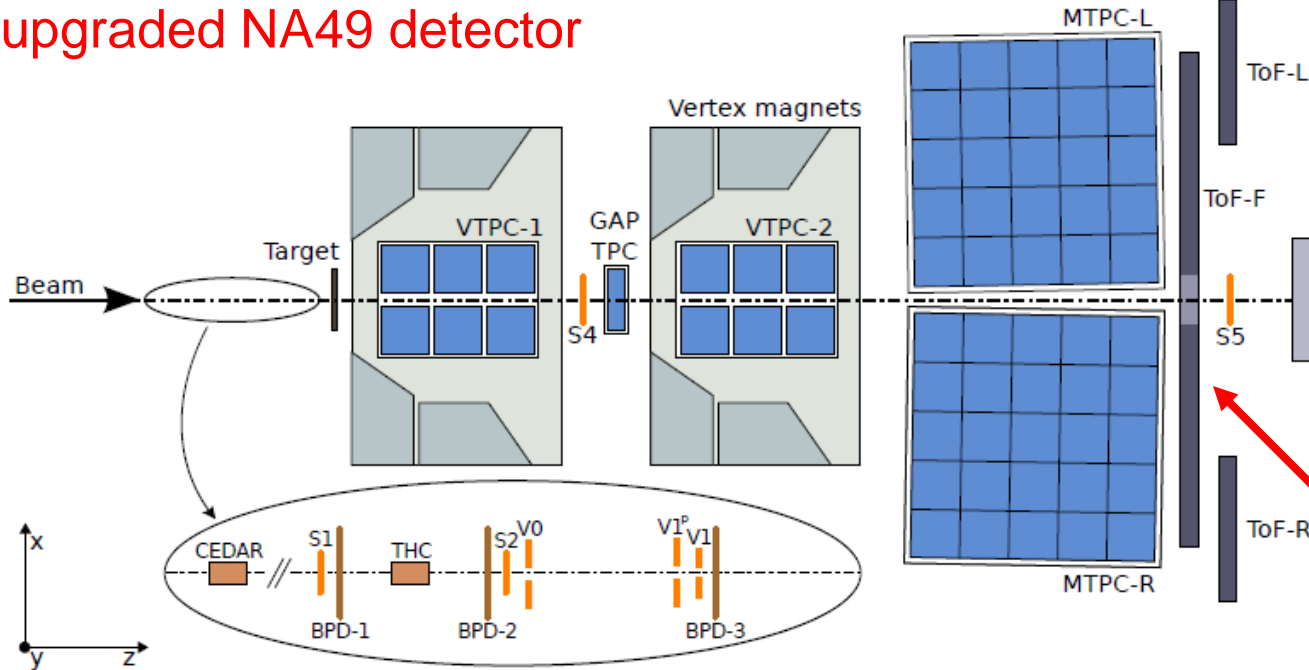 upgraded NA49 detector
MTPC-L
ToF-L
Vertex magnets
ToF-F
VTPC-1
GAP
TPC
VTPC-2
Target
Beam
S4
S5
x
CEDAR
S1
THC
S2
V0
V1ᵖ
V1
ToF-R
MTPC-R
BPD-1
BPD-2
BPD-3
y
z